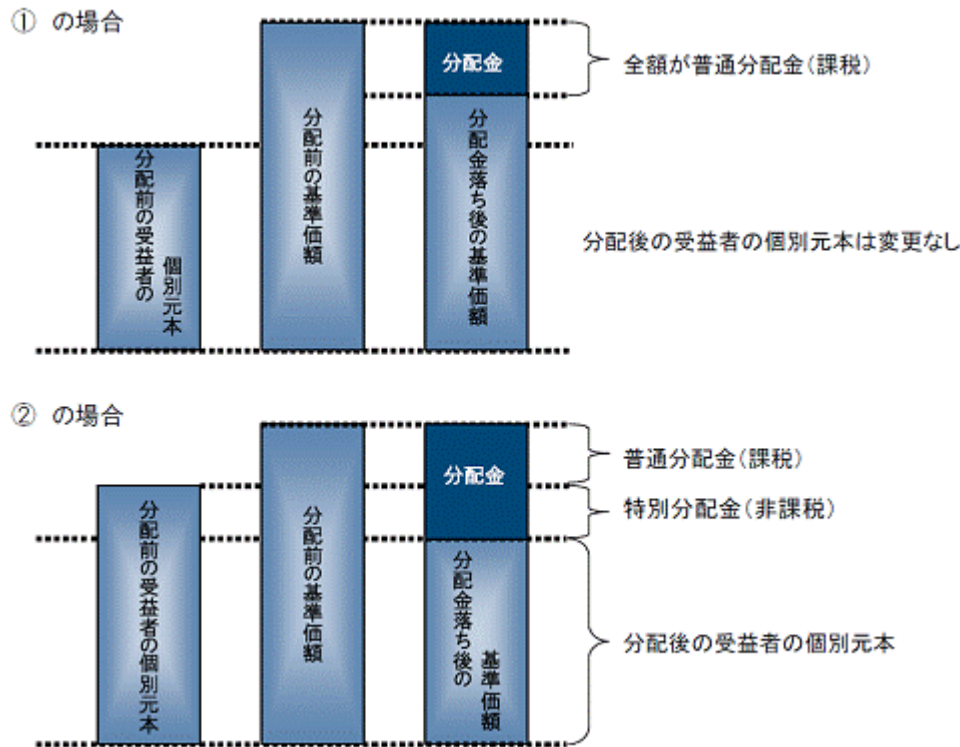 ① の場合
分配金
全額が普通分配金(課税)
分配前の受益者の
個別元本
分配前の基準価額
分配金落ち後の基準価額
分配後の受益者の個別元本は変更なし
② の場合
分配金
普通分配金(課税)
特別分配金(非課税)
分配前の受益者の個別元本
分配前の基準価額
分配金落ち後の
基準価額
分配後の受益者の個別元本